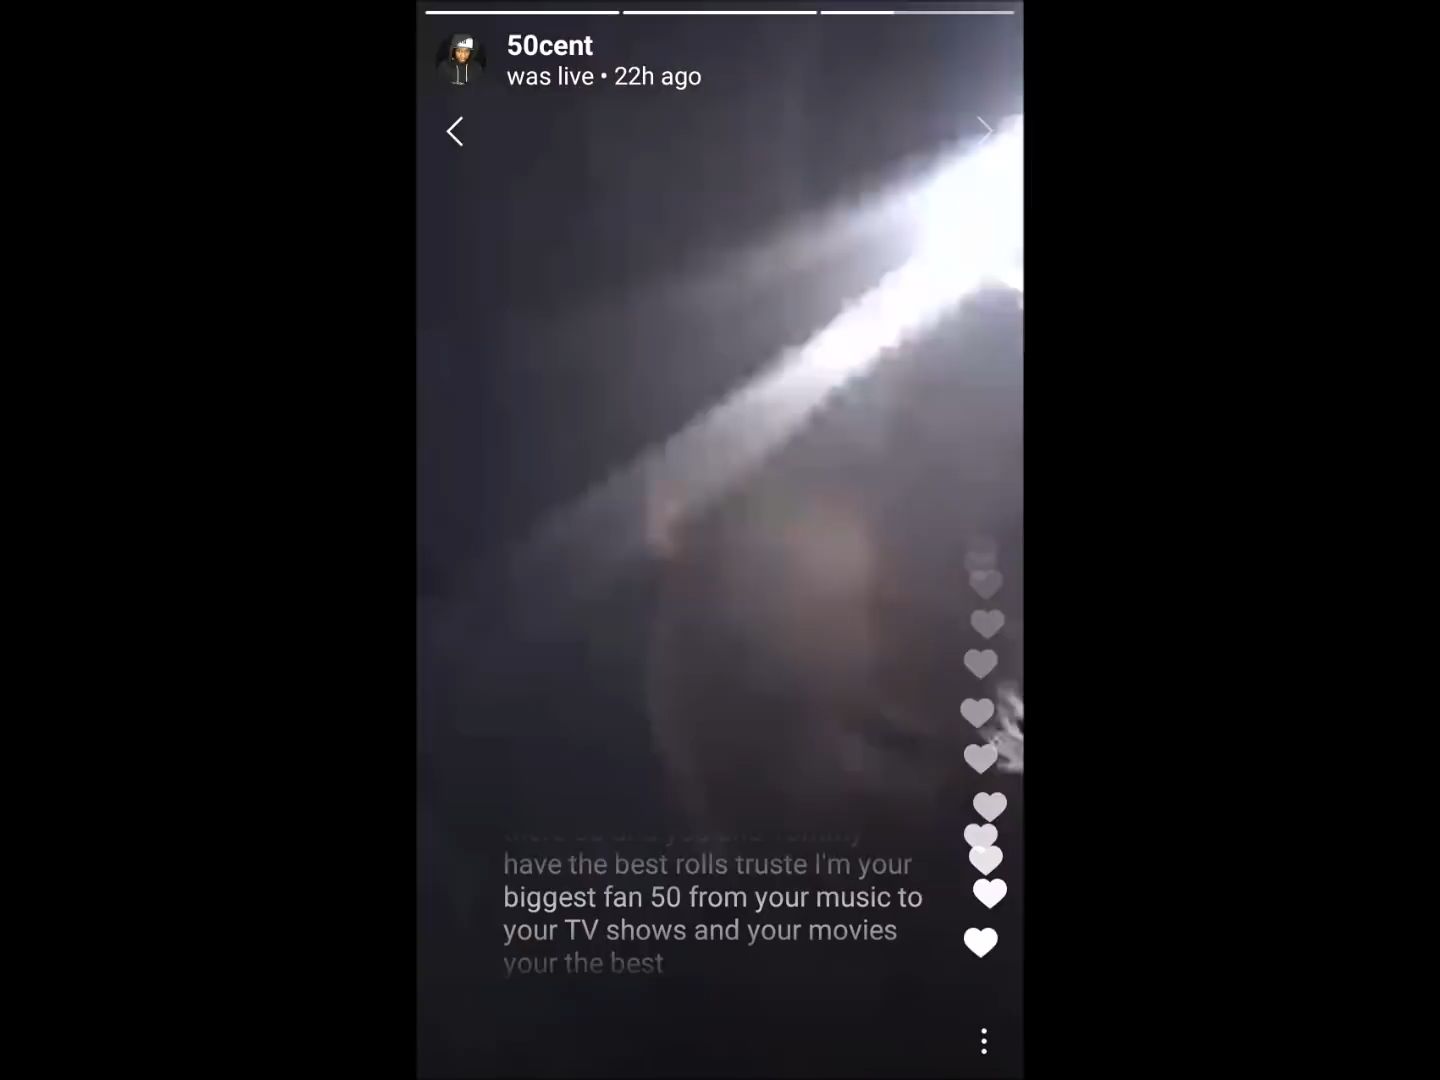 50cent
was live • 22h ago
have the best rolls truste I'm your
biggest fan 50 from your music to
your TV shows and your movies
your the best